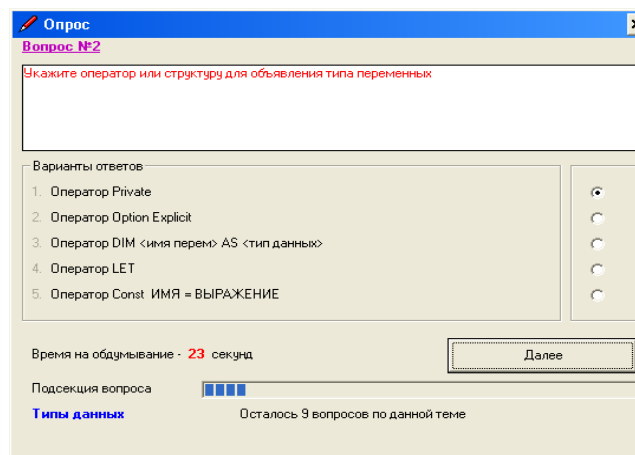 Опрос
Вопрос №2
Укажите оператор или структуру для объявления типа переменных
Варианты ответов
1. Оператор Private
2. Оператор Option Explicit
3. Оператор DIM <имя перем> AS <тип данных>
4. Оператор LET
5. Оператор Const ИМЯ = ВЫРАЖЕНИЕ
Время на обдумывание - 23 секунд
Далее
Подсекция вопроса
Типы данных Осталось 9 вопросов по данной теме